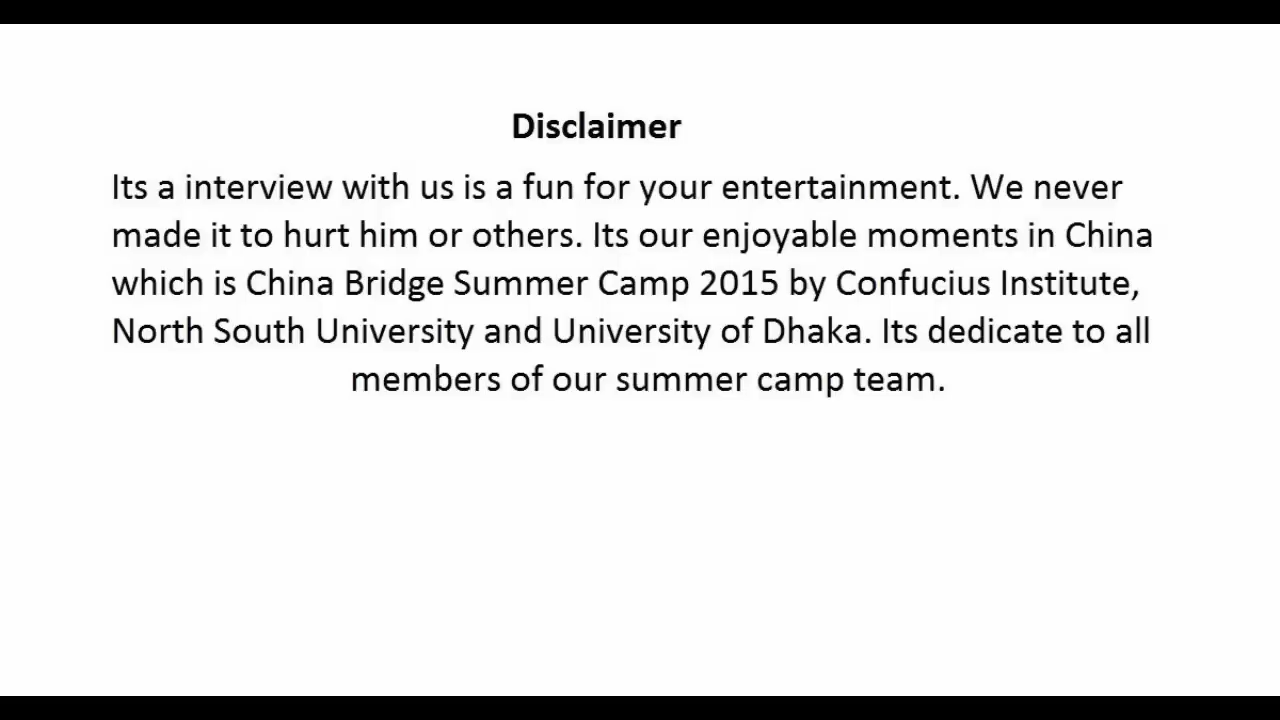 Disclaimer
Its a interview with us is a fun for your entertainment. We never
made it to hurt him or others. Its our enjoyable moments in China
which is China Bridge Summer Camp 2015 by Confucius Institute,
North South University and University of Dhaka. Its dedicate to all
members of our summer camp team.